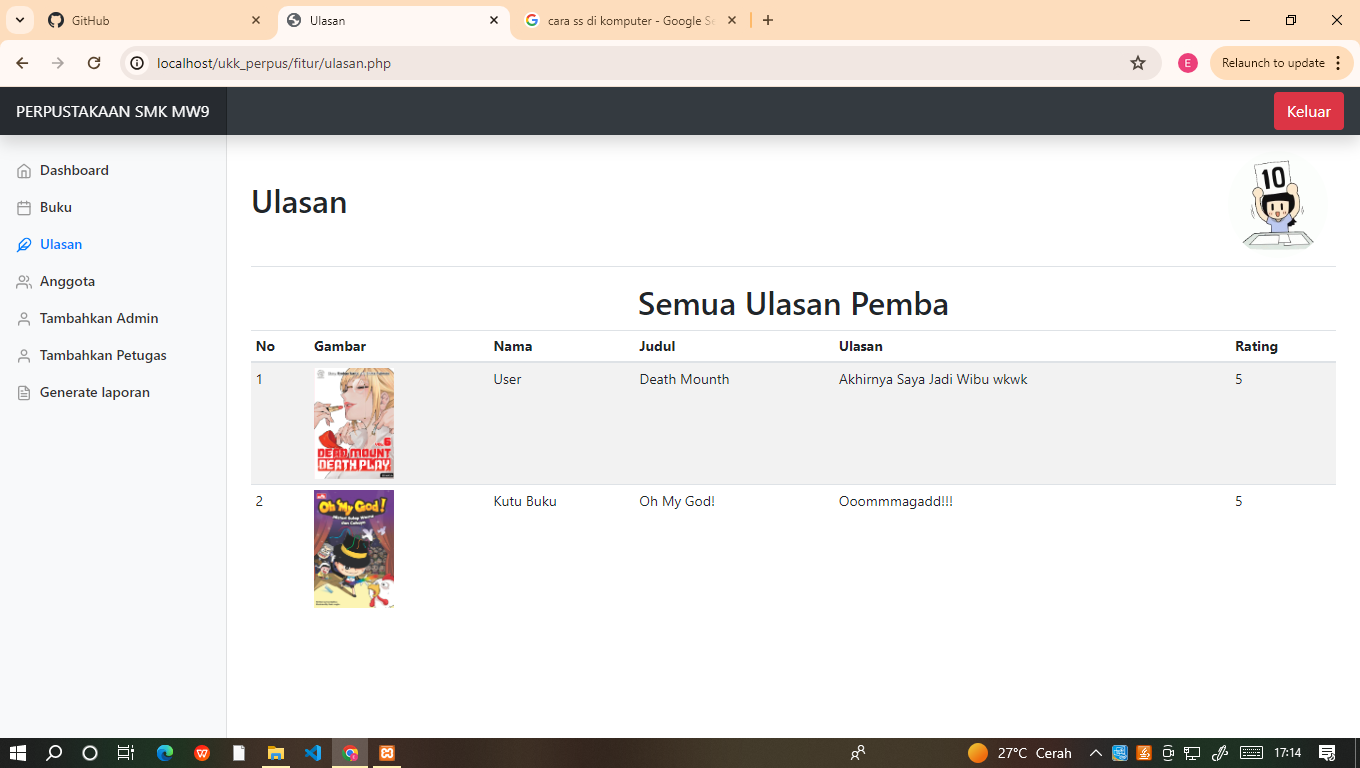 GitHub
Ulasan
cara ss di komputer - Google Se
localhost/ukk_perpus/fitur/ulasan.php
E
Relaunch to update
PERPUSTAKAAN SMK MW9
Keluar
Dashboard
Buku
Ulasan
Anggota
Tambahkan Admin
Tambahkan Petugas
Generate laporan
Ulasan
10
Semua Ulasan Pemba
No Gambar Nama Judul Ulasan Rating
1 User Death Mounth Akhirnya Saya Jadi Wibu wkwk 5
VOL.6
DEAD MOUNT
DEATH PLAY
2 Kutu Buku Oh My God! Ooommmagadd!!! 5
Oh My God!
27°C Cerah
17:14